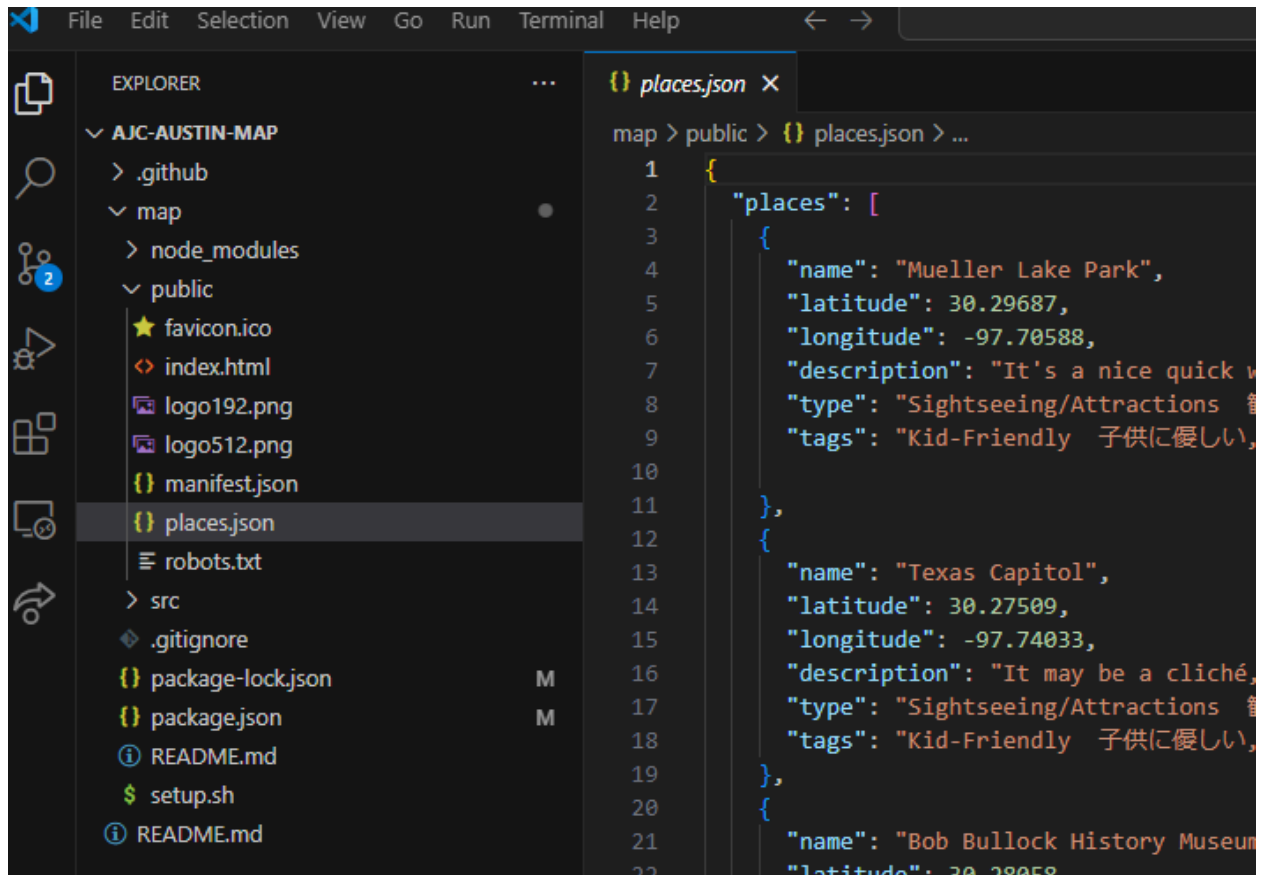 File Edit Selection View Go Run Terminal Help
EXPLORER ...
AJC-AUSTIN-MAP
.github
map
node_modules
public
favicon.ico
index.html
logo192.png
logo512.png
manifest.json
places.json
robots.txt
src
.gitignore
package-lock.json M
package.json M
README.md
setup.sh
README.md
2
{} places.json ×
map > public > {} places.json > ...
1 {
2 "places": [
3 {
4 "name": "Mueller Lake Park",
5 "latitude": 30.29687,
6 "longitude": -97.70588,
7 "description": "It's a nice quick
8 "type": "Sightseeing/Attractions
9 "tags": "Kid-Friendly 子供に優しい,
10
11 },
12 {
13 "name": "Texas Capitol",
14 "latitude": 30.27509,
15 "longitude": -97.74033,
16 "description": "It may be a cliché,
17 "type": "Sightseeing/Attractions
18 "tags": "Kid-Friendly 子供に優しい,
19 },
20 {
21 "name": "Bob Bullock History Museum
22 "latitude": 30.28058